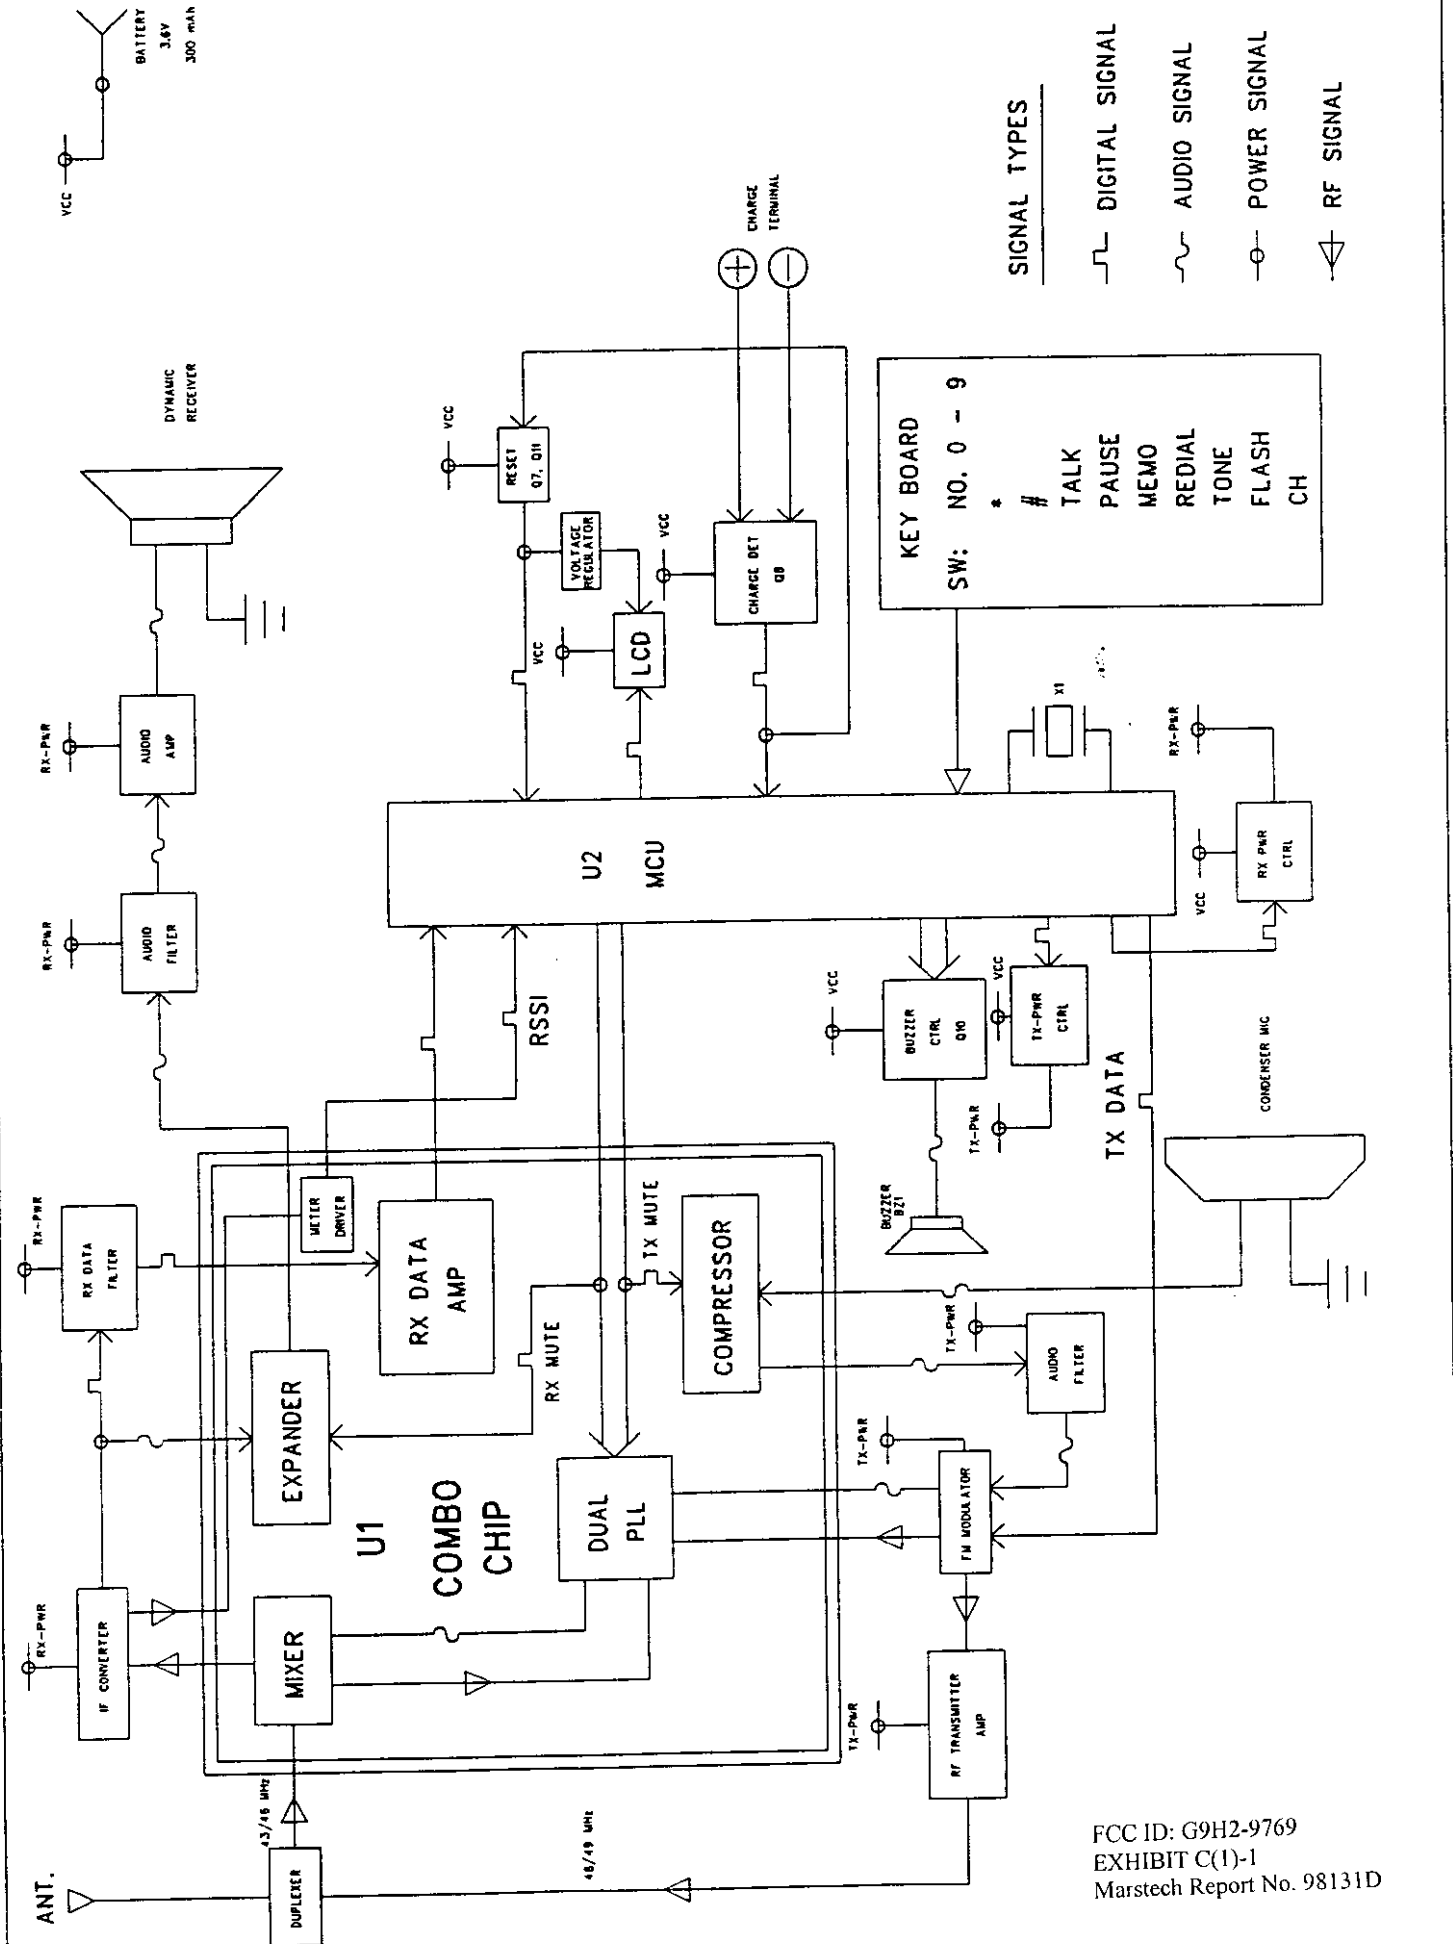 ANT.
DUPLEXER
43/46 MHz
48/49 MHz
IF CONVERTER
RX-PWR
MIXER
RX DATA
FILTER
RX-PWR
EXPANDER
METER
DRIVER
RX DATA
AMP
U1
COMBO
CHIP
DUAL
PLL
RX MUTE
TX MUTE
COMPRESSOR
RSSI
AUDIO
FILTER
RX-PWR
AUDIO
AMP
RX-PWR
DYNAMIC
RECEIVER
VCC
BATTERY
3.6V
300 mAh
U2
MCU
RESET
Q7, Q11
VCC
VOLTAGE
REGULATOR
LCD
VCC
CHARGE DET
Q8
VCC
CHARGE
TERMINAL
+
-
KEY BOARD
SW: NO. 0 - 9
*
#
TALK
PAUSE
MEMO
REDIAL
TONE
FLASH
CH
X1
RX PWR
CTRL
VCC
RX-PWR
BUZZER
CTRL
Q10
VCC
BUZZER
BZ1
TX-PWR
CTRL
VCC
TX-PWR
TX DATA
CONDENSER MIC
AUDIO
FILTER
TX-PWR
FM MODULATOR
TX-PWR
RF TRANSMITTER
AMP
TX-PWR
SIGNAL TYPES
DIGITAL SIGNAL
AUDIO SIGNAL
POWER SIGNAL
RF SIGNAL
FCC ID: G9H2-9769
EXHIBIT C(1)-1
Marstech Report No. 98131D